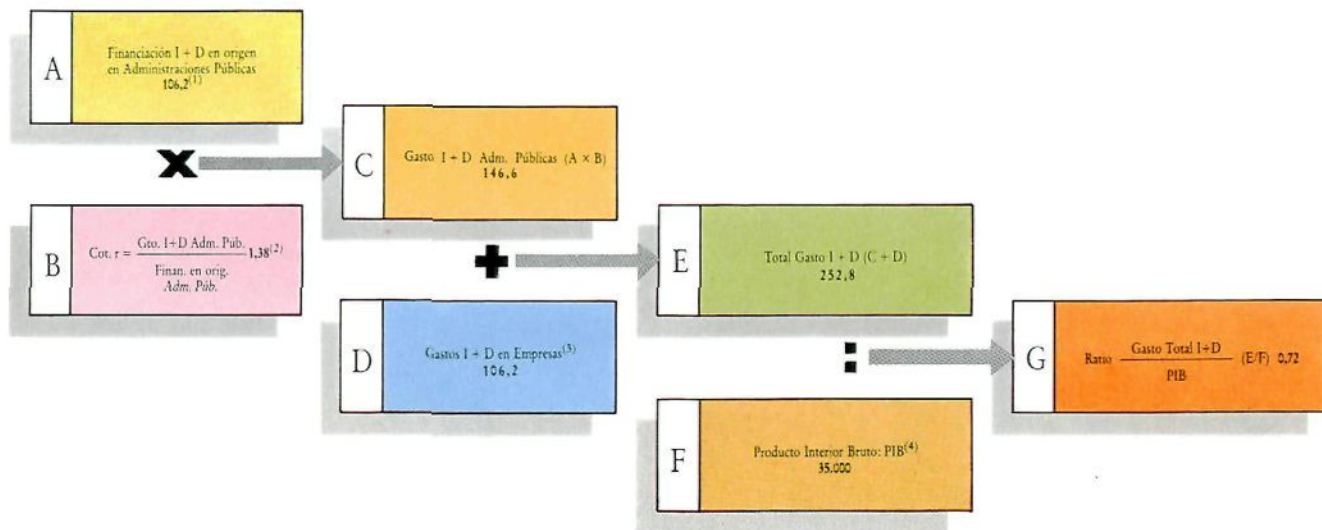 A
Financiación I + D en origen
en Administraciones Públicas
106,2(1)
B
Cot. r = Gto. I+D Adm. Pub. 1,38(2)
Finan. en orig.
Adm. Púb.
C
Gasto I + D Adm. Públicas (A × B)
146,6
D
Gastos I + D en Empresas(3)
106,2
E
Total Gasto I + D (C + D)
252,8
F
Producto Interior Bruto: PIB(4)
35.000
G
Ratio Gasto Total I+D (E/F) 0,72
PIB